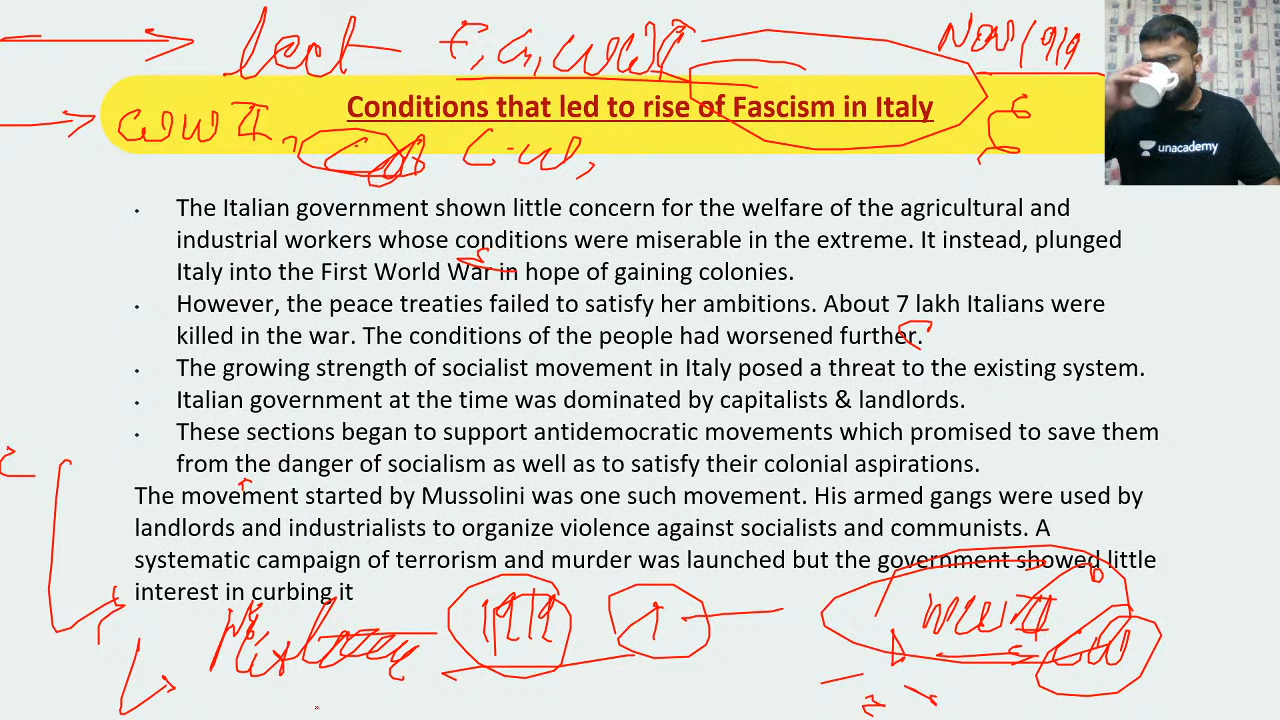 Nov 1919
Conditions that led to rise of Fascism in Italy
WW II,
unacademy
• The Italian government shown little concern for the welfare of the agricultural and
industrial workers whose conditions were miserable in the extreme. It instead, plunged
Italy into the First World War in hope of gaining colonies.
• However, the peace treaties failed to satisfy her ambitions. About 7 lakh Italians were
killed in the war. The conditions of the people had worsened further.
• The growing strength of socialist movement in Italy posed a threat to the existing system.
• Italian government at the time was dominated by capitalists & landlords.
• These sections began to support antidemocratic movements which promised to save them
from the danger of socialism as well as to satisfy their colonial aspirations.
The movement started by Mussolini was one such movement. His armed gangs were used by
landlords and industrialists to organize violence against socialists and communists. A
systematic campaign of terrorism and murder was launched but the government showed little
interest in curbing it
1919